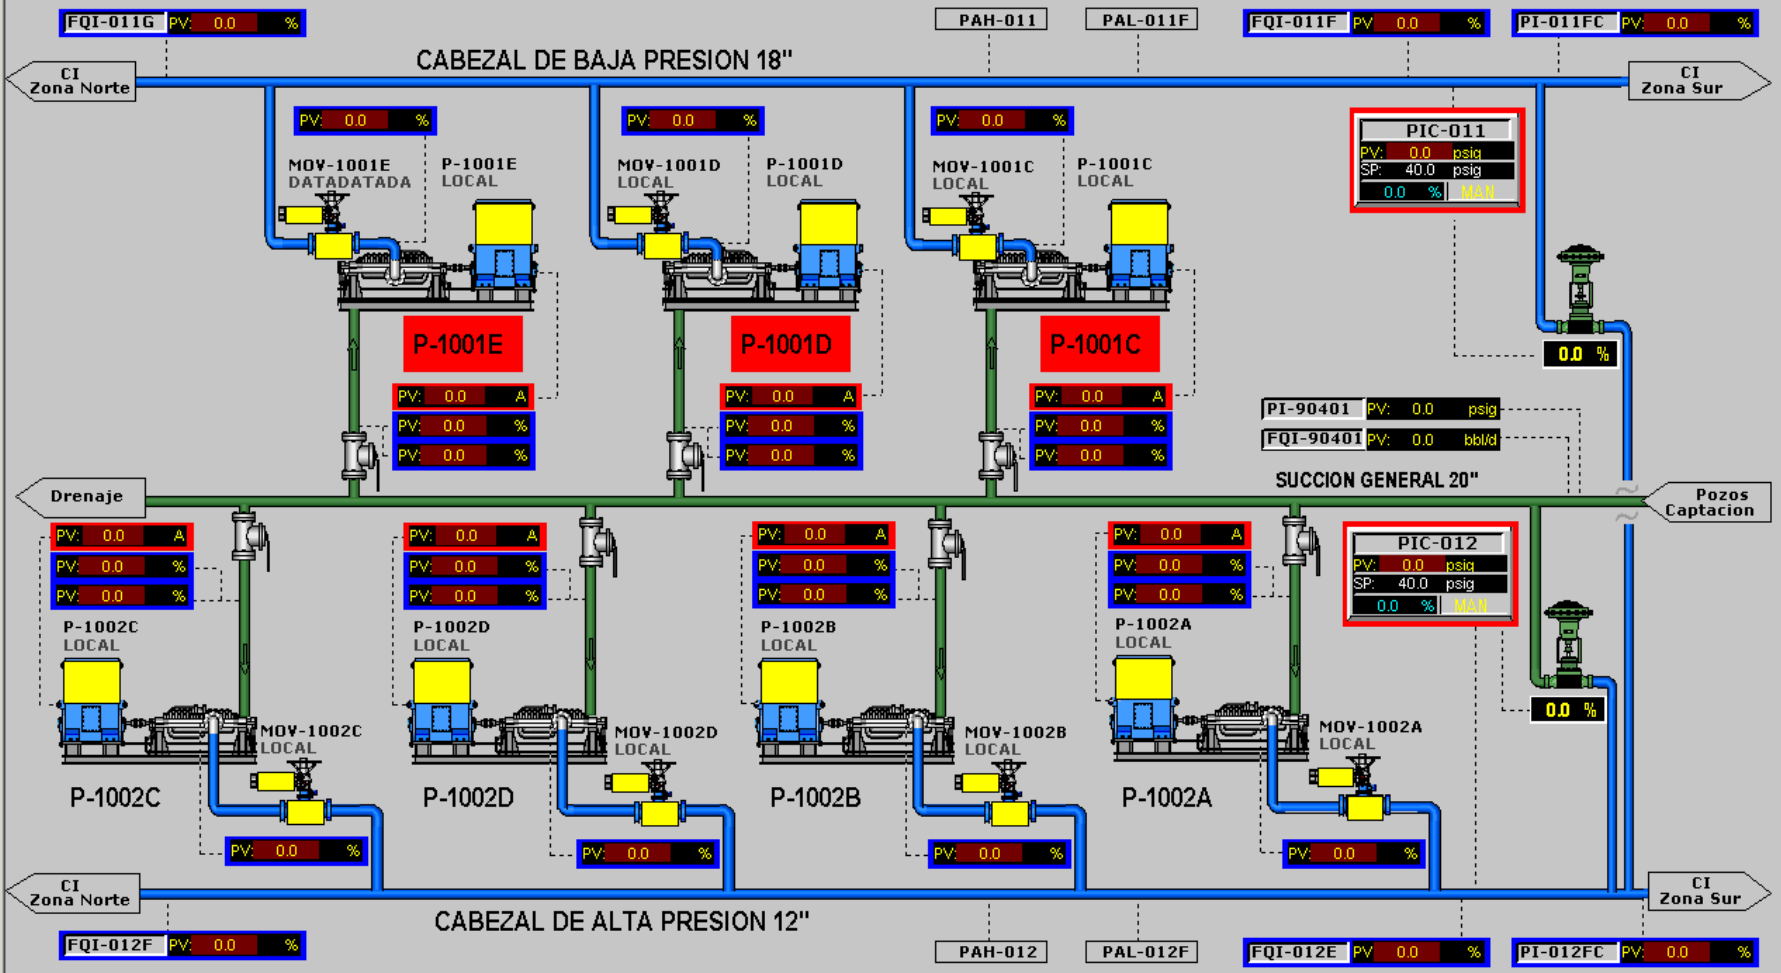 FQI-011G PV: 0.0 %
PAH-011
PAL-011F
FQI-011F PV 0.0 %
PI-011FC PV: 0.0 %
CABEZAL DE BAJA PRESION 18"
CI
Zona Norte
CI
Zona Sur
PV: 0.0 %
PV: 0.0 %
PV: 0.0 %
PIC-011
PV: 0.0 psig
SP: 40.0 psig
0.0 % MAN
MOV-1001E
DATADATADA
P-1001E
LOCAL
MOV-1001D
LOCAL
P-1001D
LOCAL
MOV-1001C
LOCAL
P-1001C
LOCAL
P-1001E
P-1001D
P-1001C
0.0 %
PV: 0.0 A
PV: 0.0 %
PV: 0.0 %
PV: 0.0 A
PV: 0.0 %
PV: 0.0 %
PV: 0.0 A
PV: 0.0 %
PV: 0.0 %
PI-90401 PV: 0.0 psig
FQI-90401 PV: 0.0 bbl/d
SUCCION GENERAL 20"
Drenaje
Pozos
Captacion
PV: 0.0 A
PV: 0.0 %
PV: 0.0 %
PV: 0.0 A
PV: 0.0 %
PV: 0.0 %
PV: 0.0 A
PV: 0.0 %
PV: 0.0 %
PV: 0.0 A
PV: 0.0 %
PV: 0.0 %
PIC-012
PV: 0.0 psig
SP: 40.0 psig
0.0 % MAN
P-1002C
LOCAL
P-1002D
LOCAL
P-1002B
LOCAL
P-1002A
LOCAL
0.0 %
MOV-1002C
LOCAL
MOV-1002D
LOCAL
MOV-1002B
LOCAL
MOV-1002A
LOCAL
P-1002C
P-1002D
P-1002B
P-1002A
PV: 0.0 %
PV: 0.0 %
PV: 0.0 %
PV: 0.0 %
CI
Zona Norte
CI
Zona Sur
CABEZAL DE ALTA PRESION 12"
FQI-012F PV: 0.0 %
PAH-012
PAL-012F
FQI-012E PV 0.0 %
PI-012FC PV: 0.0 %